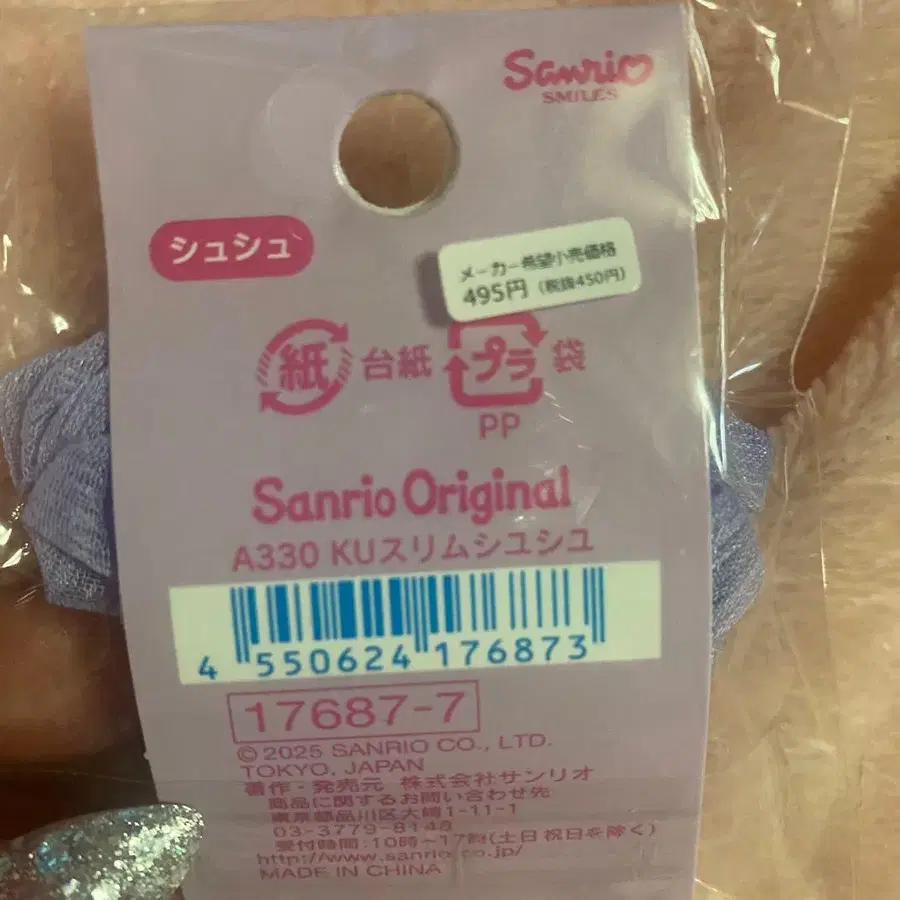 Sanrio
SMILES
シュシュ
メーカー希望小売価格
495円（税抜450円）
紙 台紙 プラ 袋
PP
Sanrio Original
A330 KUスリムシユシユ
4 550624 176873
17687-7
© 2025 SANRIO CO., LTD.
TOKYO, JAPAN
著作・発売元 株式会社サンリオ
商品に関するお問い合わせ先
東京都品川区大崎1-11-1
03-3779-8148
受付時間:10時～17時(土日祝日を除く)
http://www.sanrio.co.jp/
MADE IN CHINA